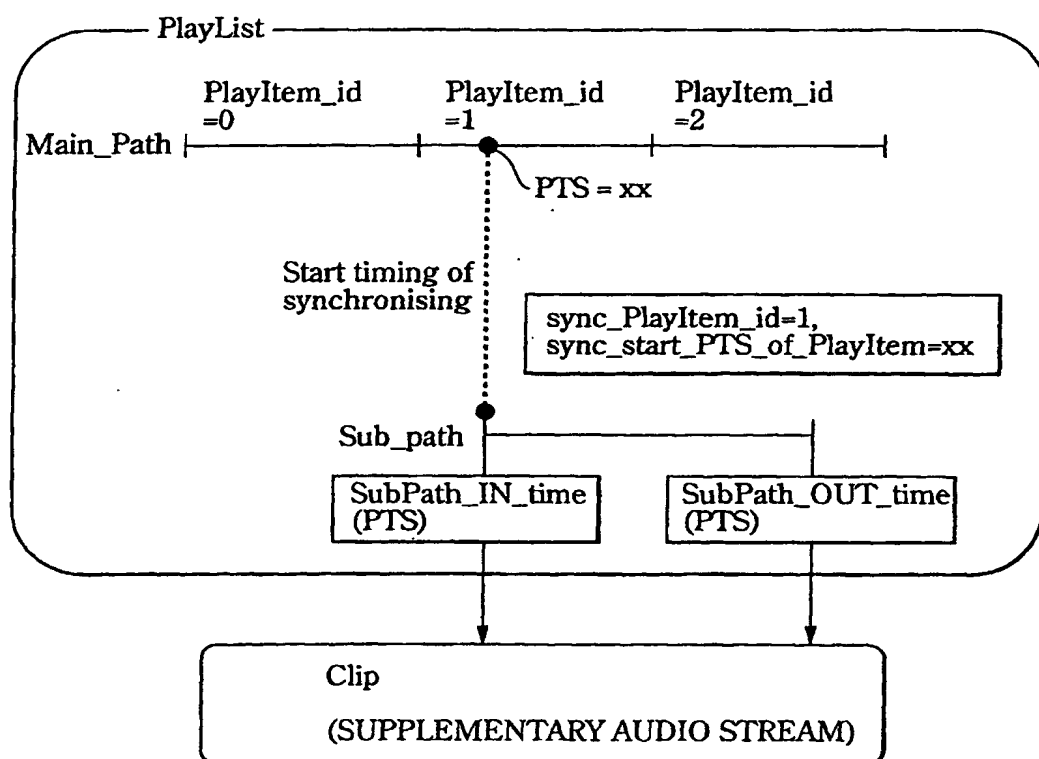 PlayList
PlayItem_id
=0
PlayItem_id
=1
PlayItem_id
=2
Main_Path
PTS = xx
Start timing of
synchronising
sync_PlayItem_id=1,
sync_start_PTS_of_PlayItem=xx
Sub_path
SubPath_IN_time
(PTS)
SubPath_OUT_time
(PTS)
Clip
(SUPPLEMENTARY AUDIO STREAM)